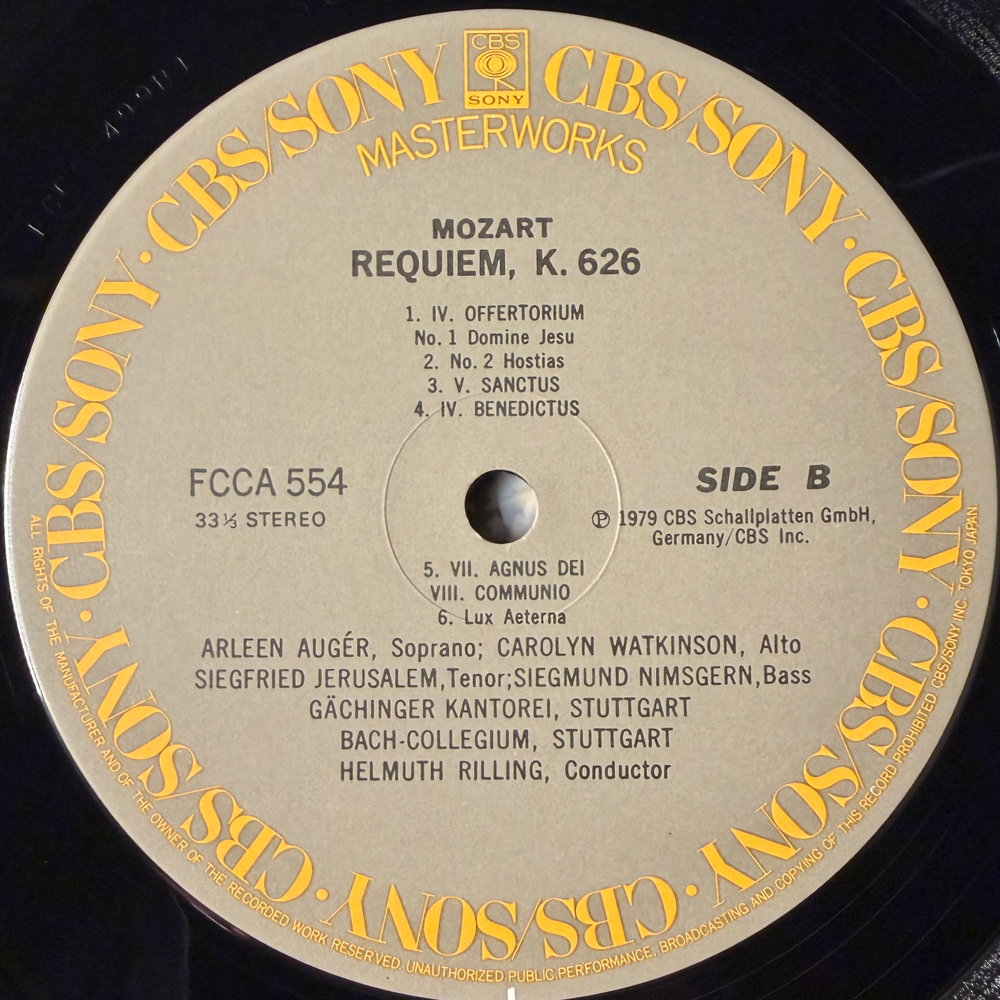 CBS
SONY
CBS/SONY · CBS/SONY · CBS/SONY · CBS/SONY · CBS/SONY · CBS/SONY · CBS/SONY · CBS/SONY · CBS/SONY
MASTERWORKS
MOZART
REQUIEM, K. 626
1. IV. OFFERTORIUM
No. 1 Domine Jesu
2. No. 2 Hostias
3. V. SANCTUS
4. IV. BENEDICTUS
FCCA 554
33⅓ STEREO
SIDE B
℗ 1979 CBS Schallplatten GmbH,
Germany/CBS Inc.
5. VII. AGNUS DEI
VIII. COMMUNIO
6. Lux Aeterna
ARLEEN AUGÉR, Soprano; CAROLYN WATKINSON, Alto
SIEGFRIED JERUSALEM,Tenor;SIEGMUND NIMSGERN,Bass
GÄCHINGER KANTOREI, STUTTGART
BACH-COLLEGIUM, STUTTGART
HELMUTH RILLING, Conductor
ALL RIGHTS OF THE MANUFACTURER AND OF THE OWNER OF THE RECORDED WORK RESERVED. UNAUTHORIZED PUBLIC PERFORMANCE, BROADCASTING AND COPYING OF THIS RECORD PROHIBITED CBS/SONY INC. TOKYO JAPAN.